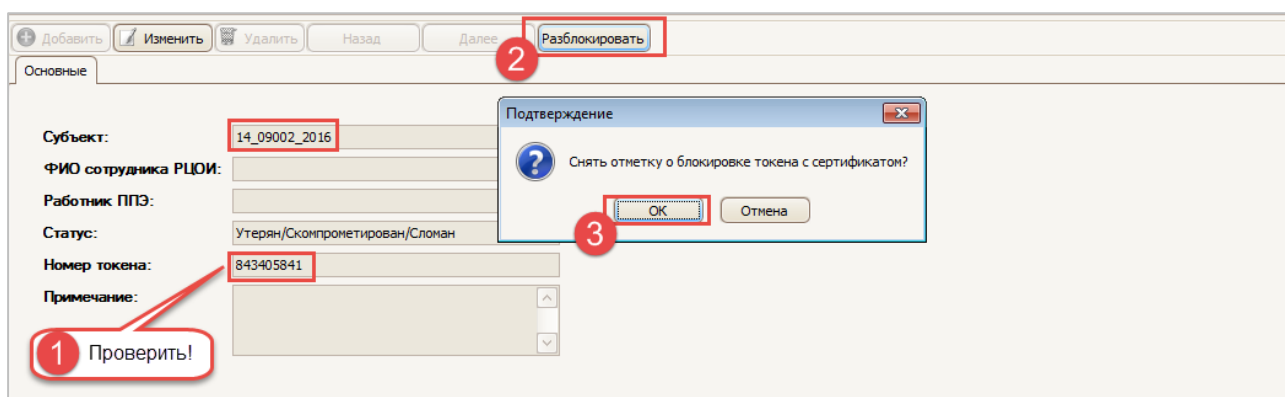 Добавить Изменить Удалить Назад Далее Разблокировать
2
Основные
Подтверждение
Субъект: 14_09002_2016
Снять отметку о блокировке токена с сертификатом?
ФИО сотрудника РЦОИ:
Работник ППЭ:
OK Отмена
Статус: Утерян/Скомпрометирован/Сломан
3
Номер токена: 843405841
Примечание:
1 Проверить!